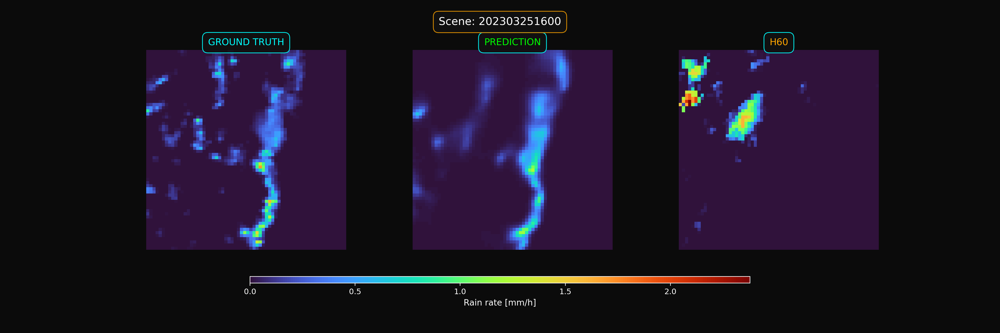 Scene: 202303251600
GROUND TRUTH
PREDICTION
H60
0.0
0.5
1.0
1.5
2.0
Rain rate [mm/h]